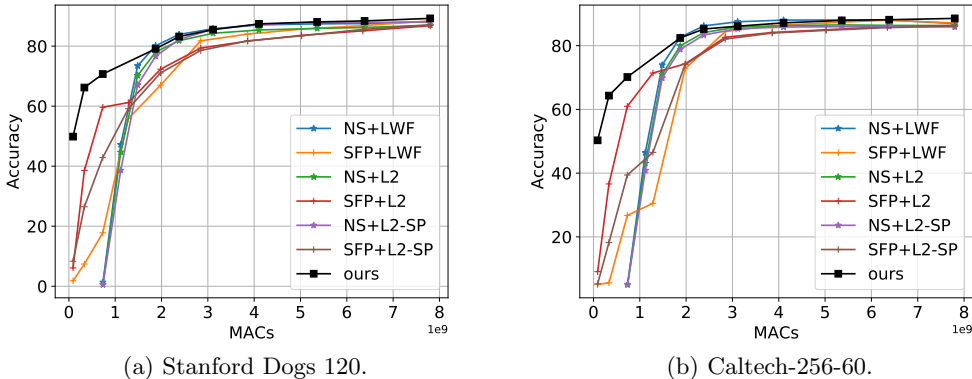 Accuracy
80
60
40
20
0
NS+LWF
SFP+LWF
NS+L2
SFP+L2
NS+L2-SP
SFP+L2-SP
ours
0 1 2 3 4 5 6 7 8
MACs
1e9
(a) Stanford Dogs 120.
Accuracy
80
60
40
20
NS+LWF
SFP+LWF
NS+L2
SFP+L2
NS+L2-SP
SFP+L2-SP
ours
0 1 2 3 4 5 6 7 8
MACs
1e9
(b) Caltech-256-60.